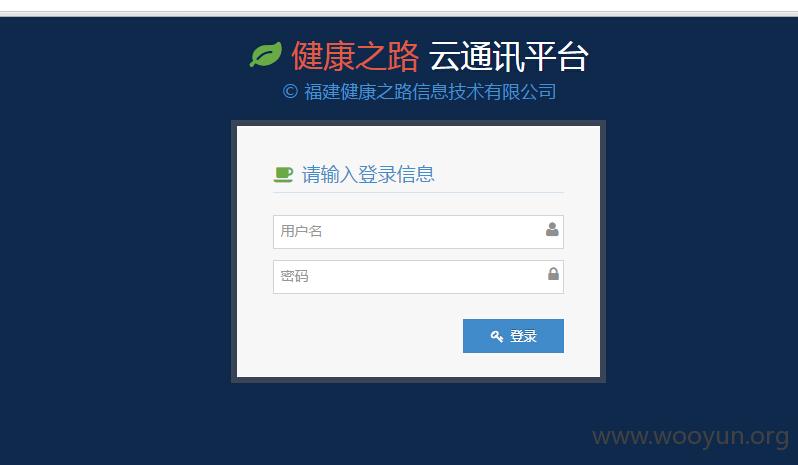 健康之路 云通讯平台
© 福建健康之路信息技术有限公司
请输入登录信息
用户名
密码
登录
www.wooyun.org